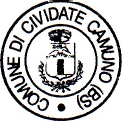 COMUNE DI CIVIDATE CAMUNO (BS)